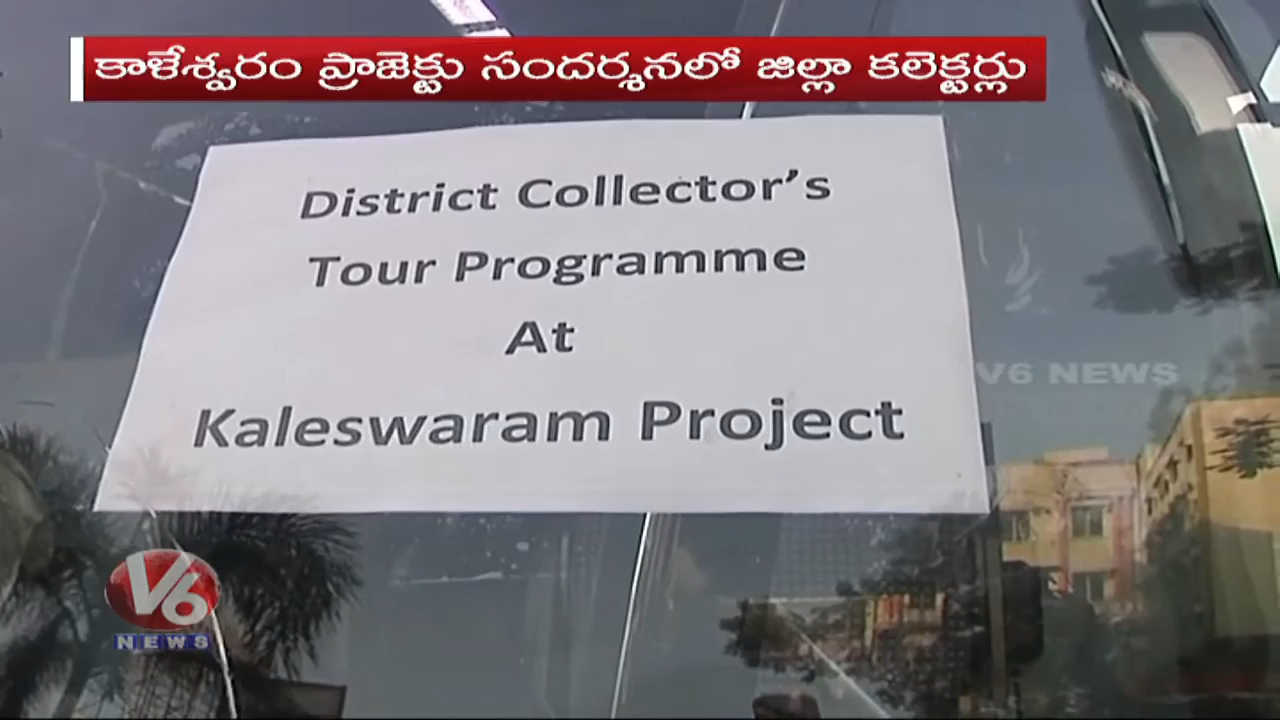 కాళేశ్వరం ప్రాజెక్టు సందర్శనలో జిల్లా కలెక్టర్లు
District Collector’s
Tour Programme
At
Kaleswaram Project
V6 NEWS
V6
NEWS